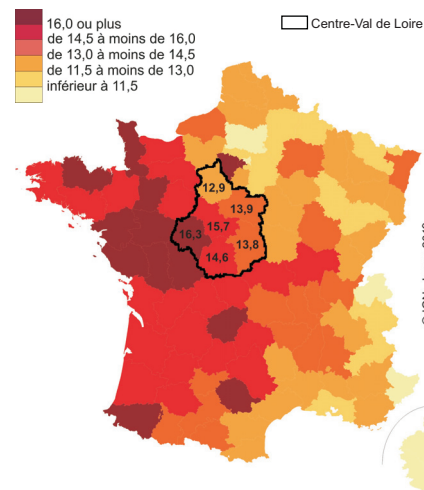 16,0 ou plus
de 14,5 à moins de 16,0
de 13,0 à moins de 14,5
de 11,5 à moins de 13,0
inférieur à 11,5
Centre-Val de Loire
12,9
13,9
15,7
16,3
13,8
14,6